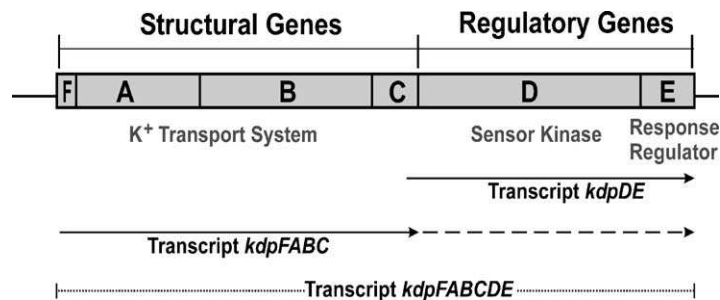 Structural Genes Regulatory Genes
F A B C D E
K+ Transport System Sensor Kinase Response
Regulator
Transcript kdpDE
Transcript kdpFABC
Transcript kdpFABCDE